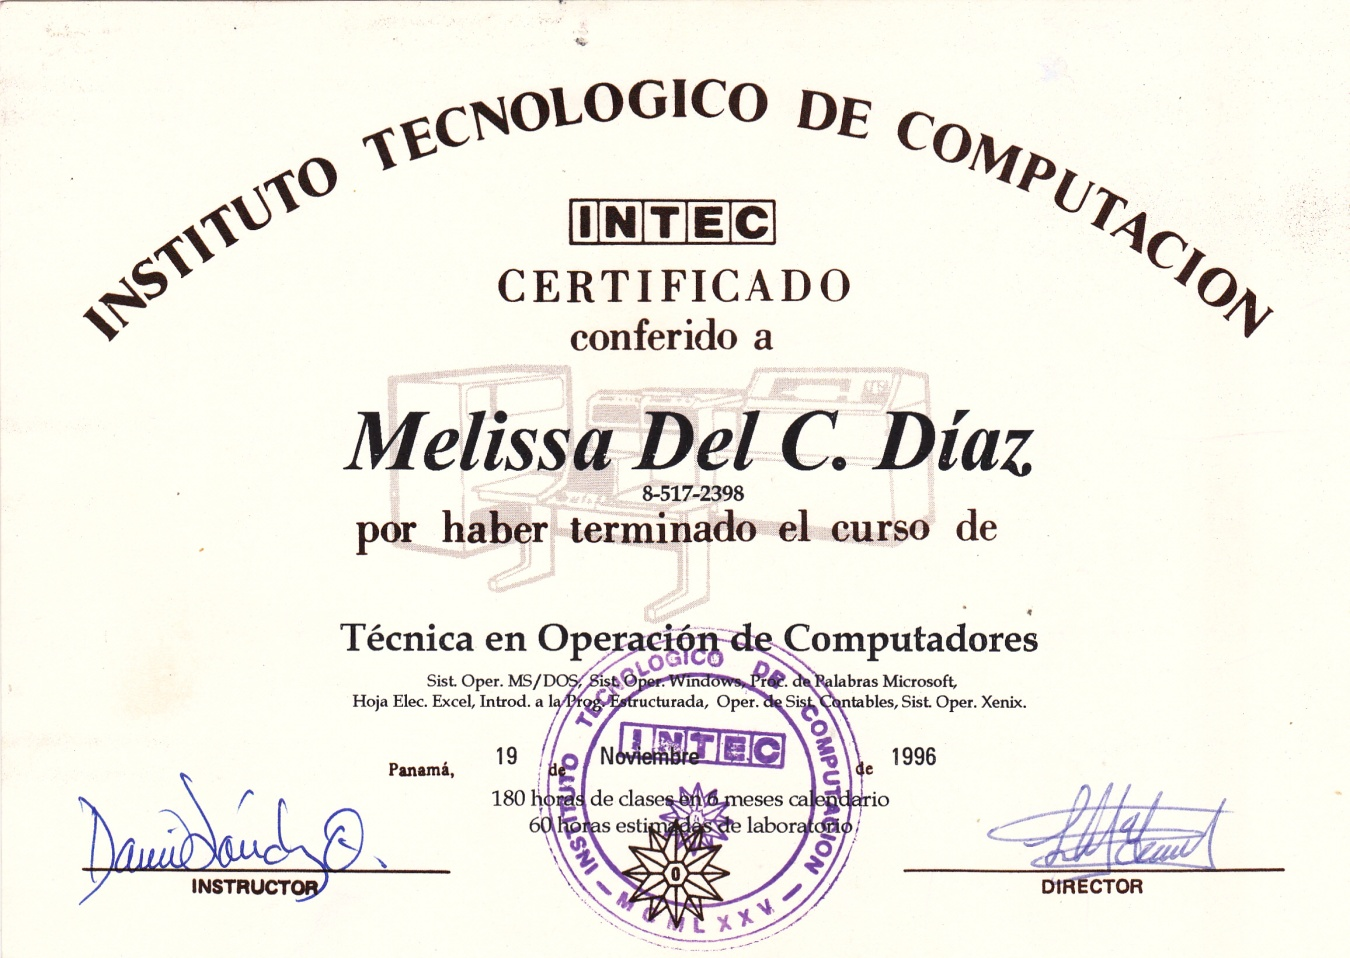 INSTITUTO TECNOLOGICO DE COMPUTACION
INTEC
CERTIFICADO
conferido a
Melissa Del C. Díaz
8-517-2398
por haber terminado el curso de
Técnica en Operación de Computadores
Sist. Oper. MS/DOS, Sist. Oper. Windows, Proc. de Palabras Microsoft,
Hoja Elec. Excel, Introd. a la Prog. Estructurada, Oper. de Sist. Contables, Sist. Oper. Xenix.
Panamá, 19 de Noviembre de 1996
180 horas de clases en 6 meses calendario
60 horas estimadas de laboratorio
INSTITUTO TECNOLOGICO DE COMPUTACION
INTEC
MCMLXXV
INSTRUCTOR
DIRECTOR